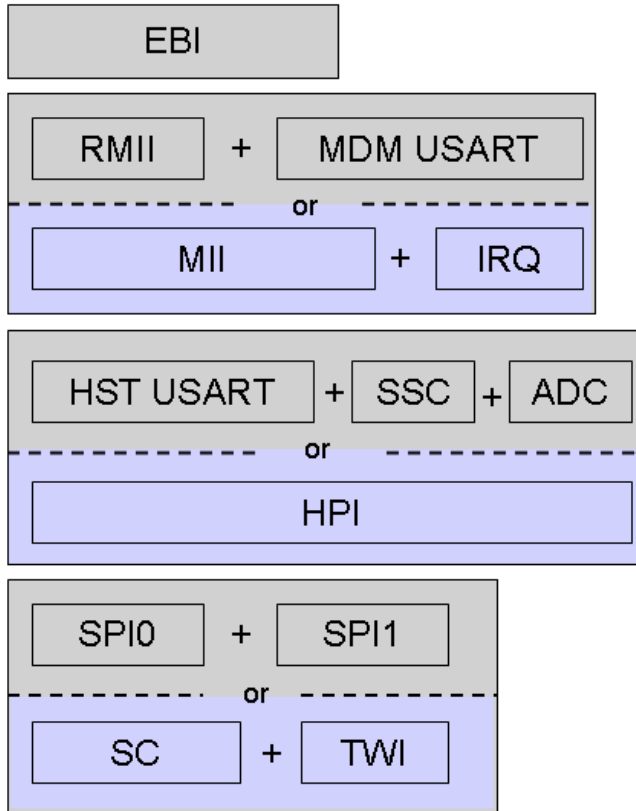 EBI
RMII + MDM USART
or
MII + IRQ
HST USART + SSC + ADC
or
HPI
SPI0 + SPI1
or
SC + TWI